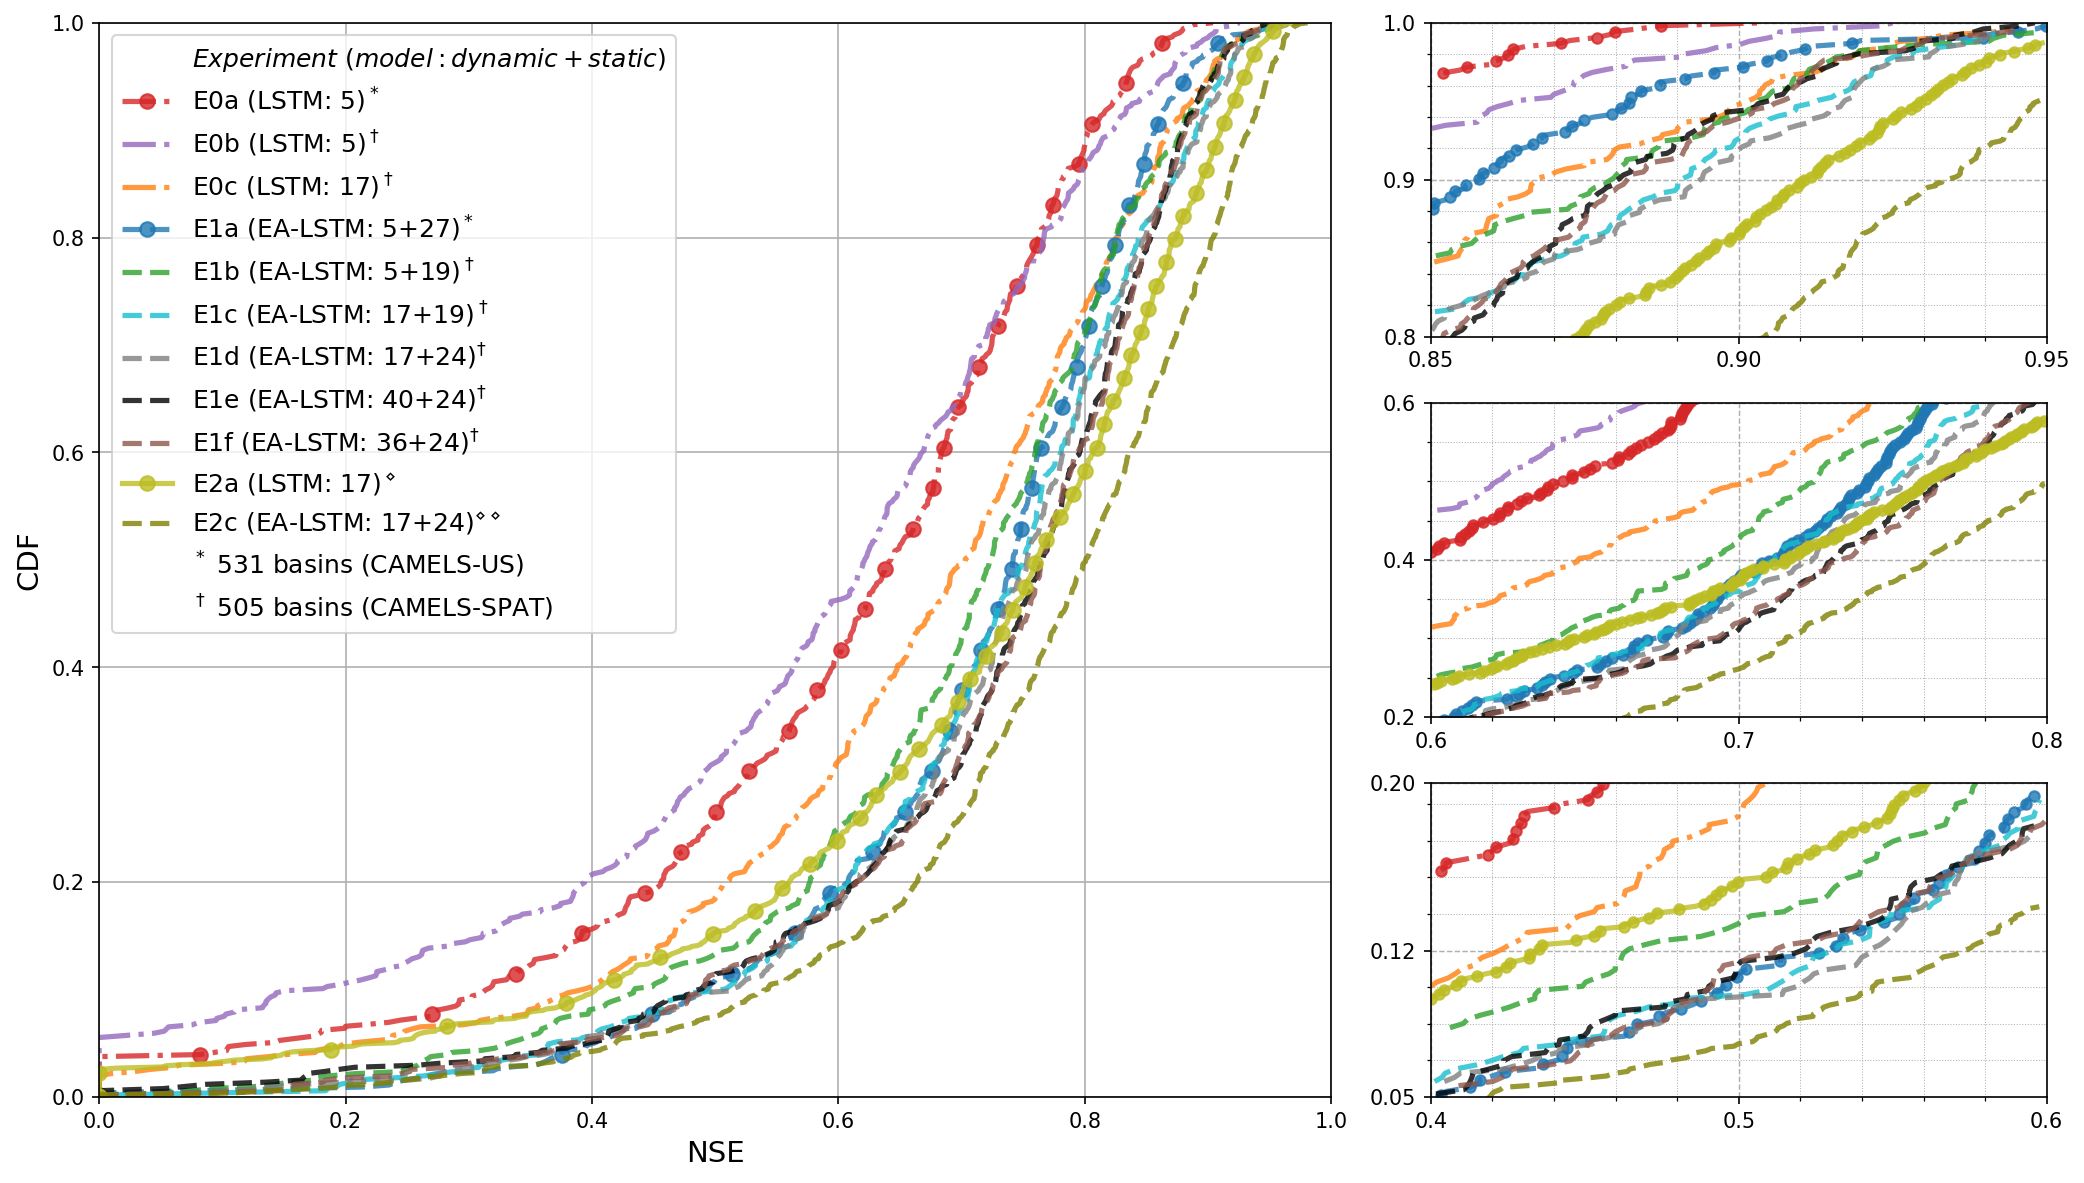 Experiment (model : dynamic + static)
E0a (LSTM: 5)*
E0b (LSTM: 5)†
E0c (LSTM: 17)†
E1a (EA-LSTM: 5+27)*
E1b (EA-LSTM: 5+19)†
E1c (EA-LSTM: 17+19)†
E1d (EA-LSTM: 17+24)†
E1e (EA-LSTM: 40+24)†
E1f (EA-LSTM: 36+24)†
E2a (LSTM: 17)⋄
E2c (EA-LSTM: 17+24)⋄⋄
* 531 basins (CAMELS-US)
† 505 basins (CAMELS-SPAT)
CDF
1.0
0.8
0.6
0.4
0.2
0.0
0.0 0.2 0.4 0.6 0.8 1.0
NSE
1.0
0.9
0.8
0.85 0.90 0.95
0.6
0.4
0.2
0.6 0.7 0.8
0.20
0.12
0.05
0.4 0.5 0.6